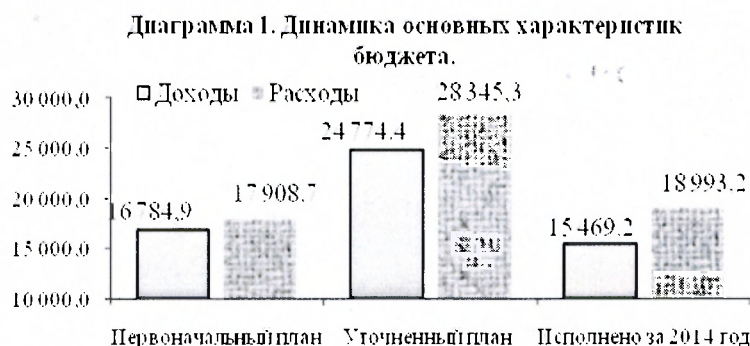 Диаграмма 1. Динамика основных характеристик
бюджета.
30 000,0
Доходы Расходы
28 345,3
24 774,4
25 000,0
18 993,2
20 000,0
16 784,9
17 908,7
15 469,2
15 000,0
10 000,0
Первоначальный план Уточненный план Исполнено за 2014 год